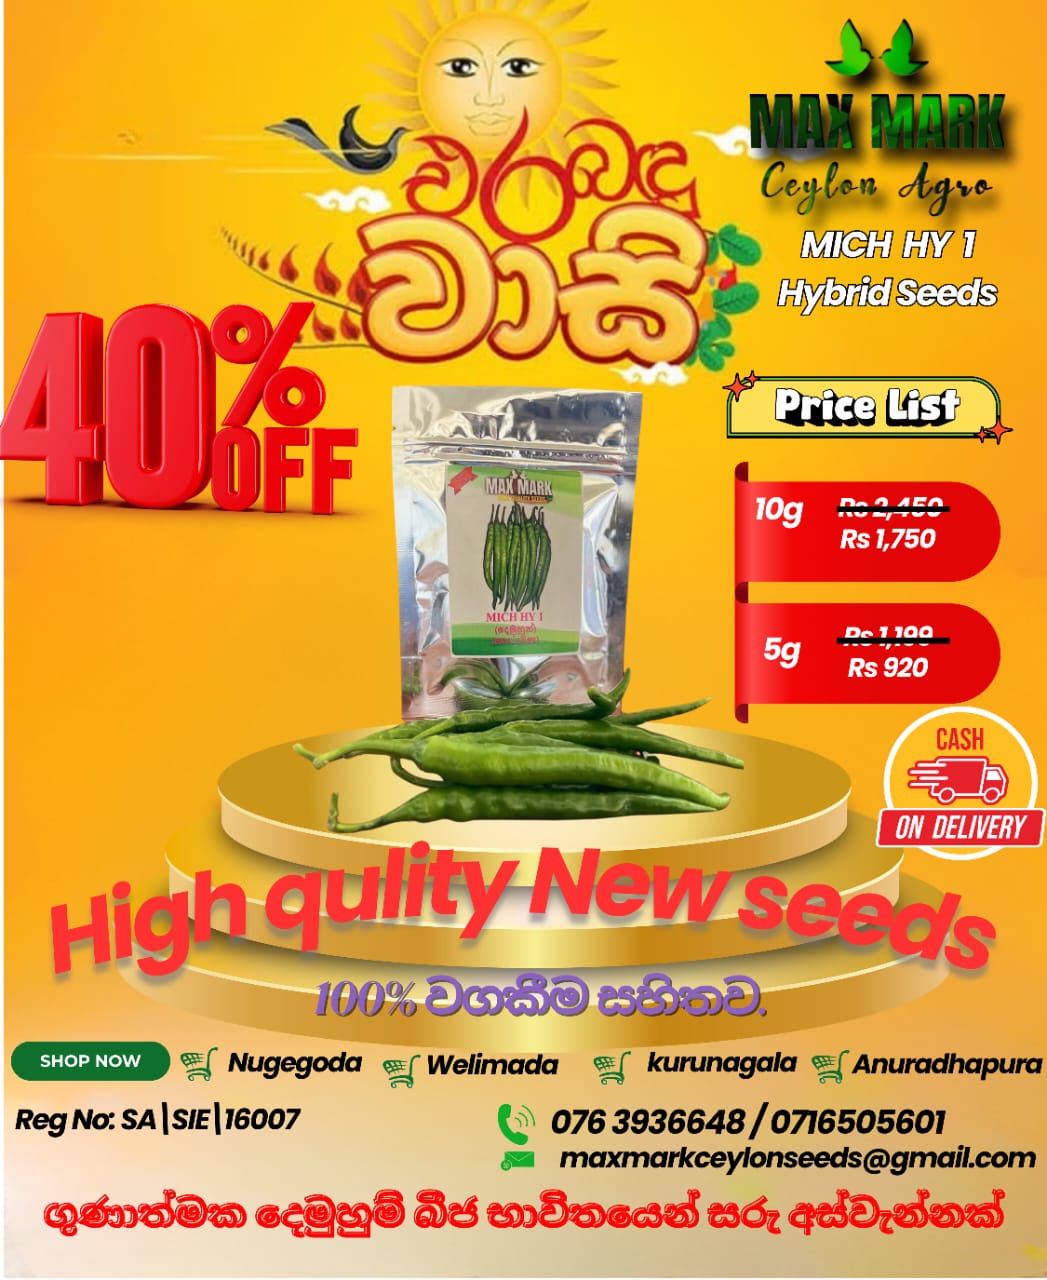 එරබදු
වාසි
MAX MARK
Ceylon Agro
MICH HY 1
Hybrid Seeds
40%
OFF
Price List
10g
Rs 2,450
Rs 1,750
5g
Rs 1,199
Rs 920
MAX MARK
MICH HY 1
(දෙමුහුන්)
CASH
ON DELIVERY
High qulity New seeds
100% වගකීම සහිතව.
SHOP NOW
Nugegoda
Welimada
kurunagala
Anuradhapura
Reg No: SA\SIE\16007
076 3936648 / 0716505601
maxmarkceylonseeds@gmail.com
ගුණාත්මක දෙමුහුම් බීජ භාවිතයෙන් සරු අස්වැන්නක්